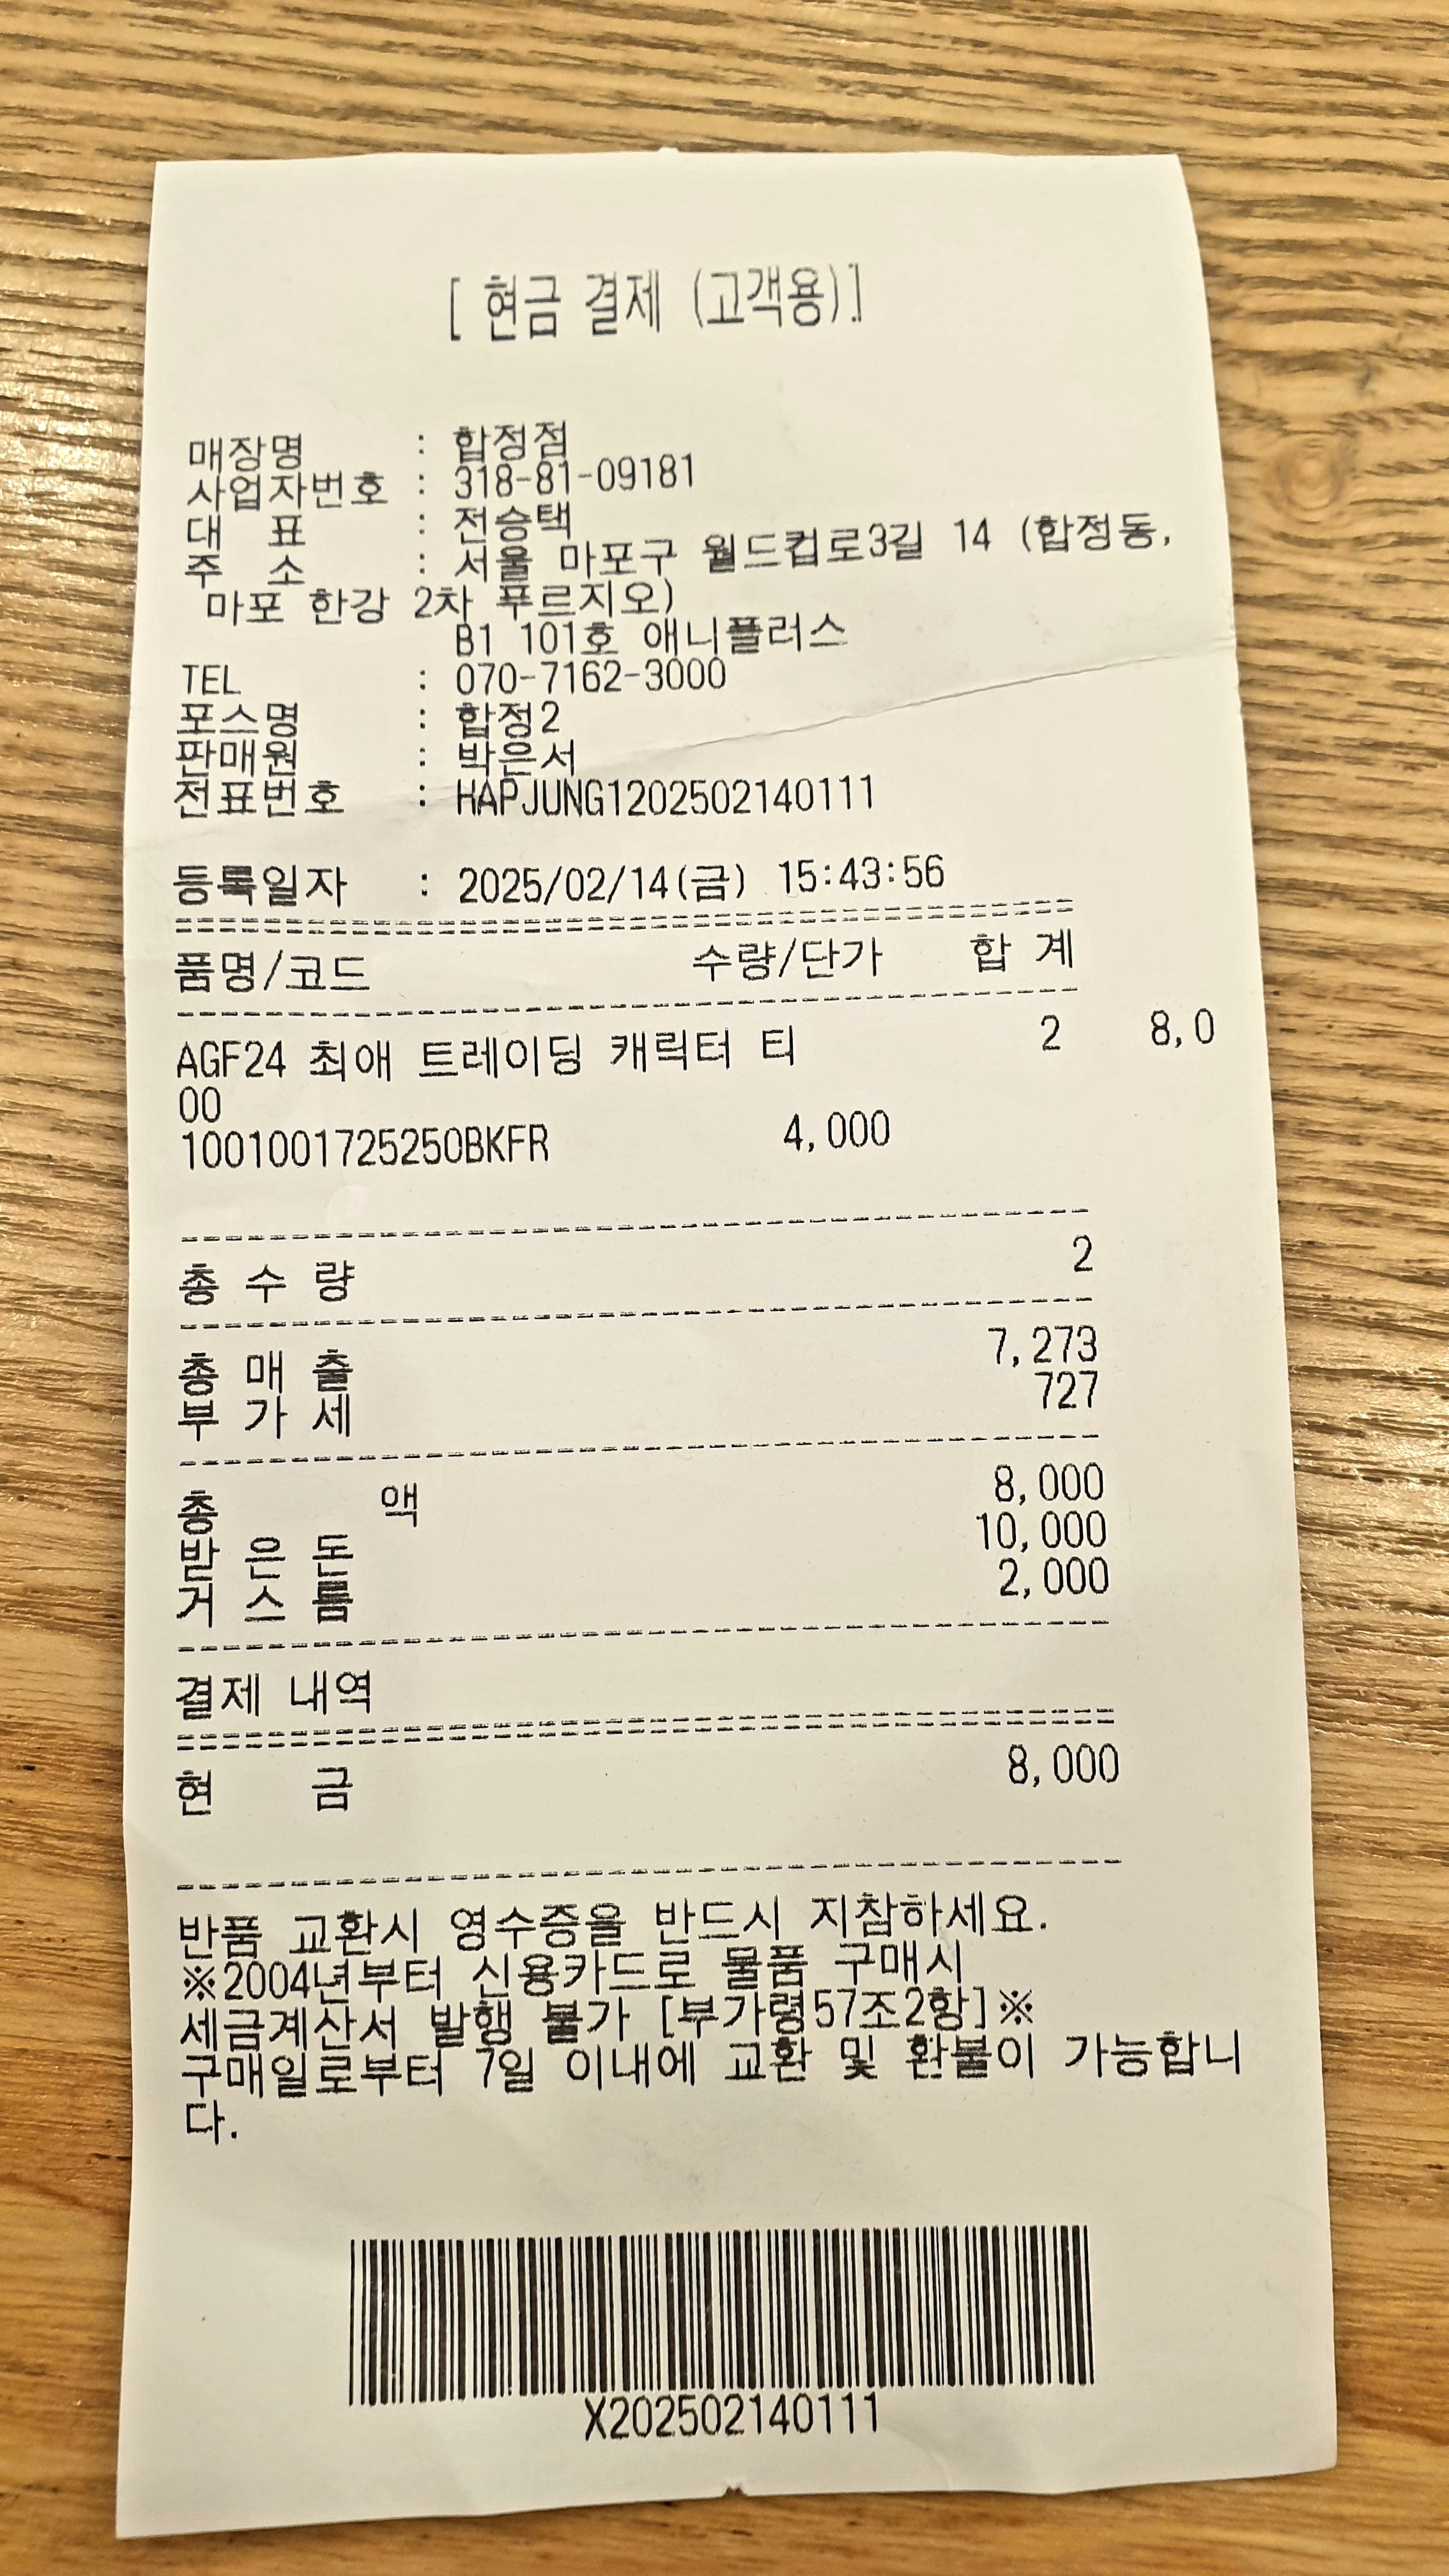 [ 현금 결제 (고객용)]
매장명 : 합정점
사업자번호 : 318-81-09181
대 표 : 전승택
주 소 : 서울 마포구 월드컵로3길 14 (합정동,
마포 한강 2차 푸르지오)
B1 101호 애니플러스
TEL : 070-7162-3000
포스명 : 합정2
판매원 : 박은서
전표번호 : HAPJUNG1202502140111
등록일자 : 2025/02/14(금) 15:43:56
품명/코드 수량/단가 합 계
AGF24 최애 트레이딩 캐릭터 티 2 8,0
00
1001001725250BKFR 4,000
총 수 량 2
총 매 출 7,273
부 가 세 727
총 액 8,000
받 은 돈 10,000
거 스 름 2,000
결제 내역
현 금 8,000
반품 교환시 영수증을 반드시 지참하세요.
※2004년부터 신용카드로 물품 구매시
세금계산서 발행 불가 [부가령57조2항]※
구매일로부터 7일 이내에 교환 및 환불이 가능합니
다.
X202502140111